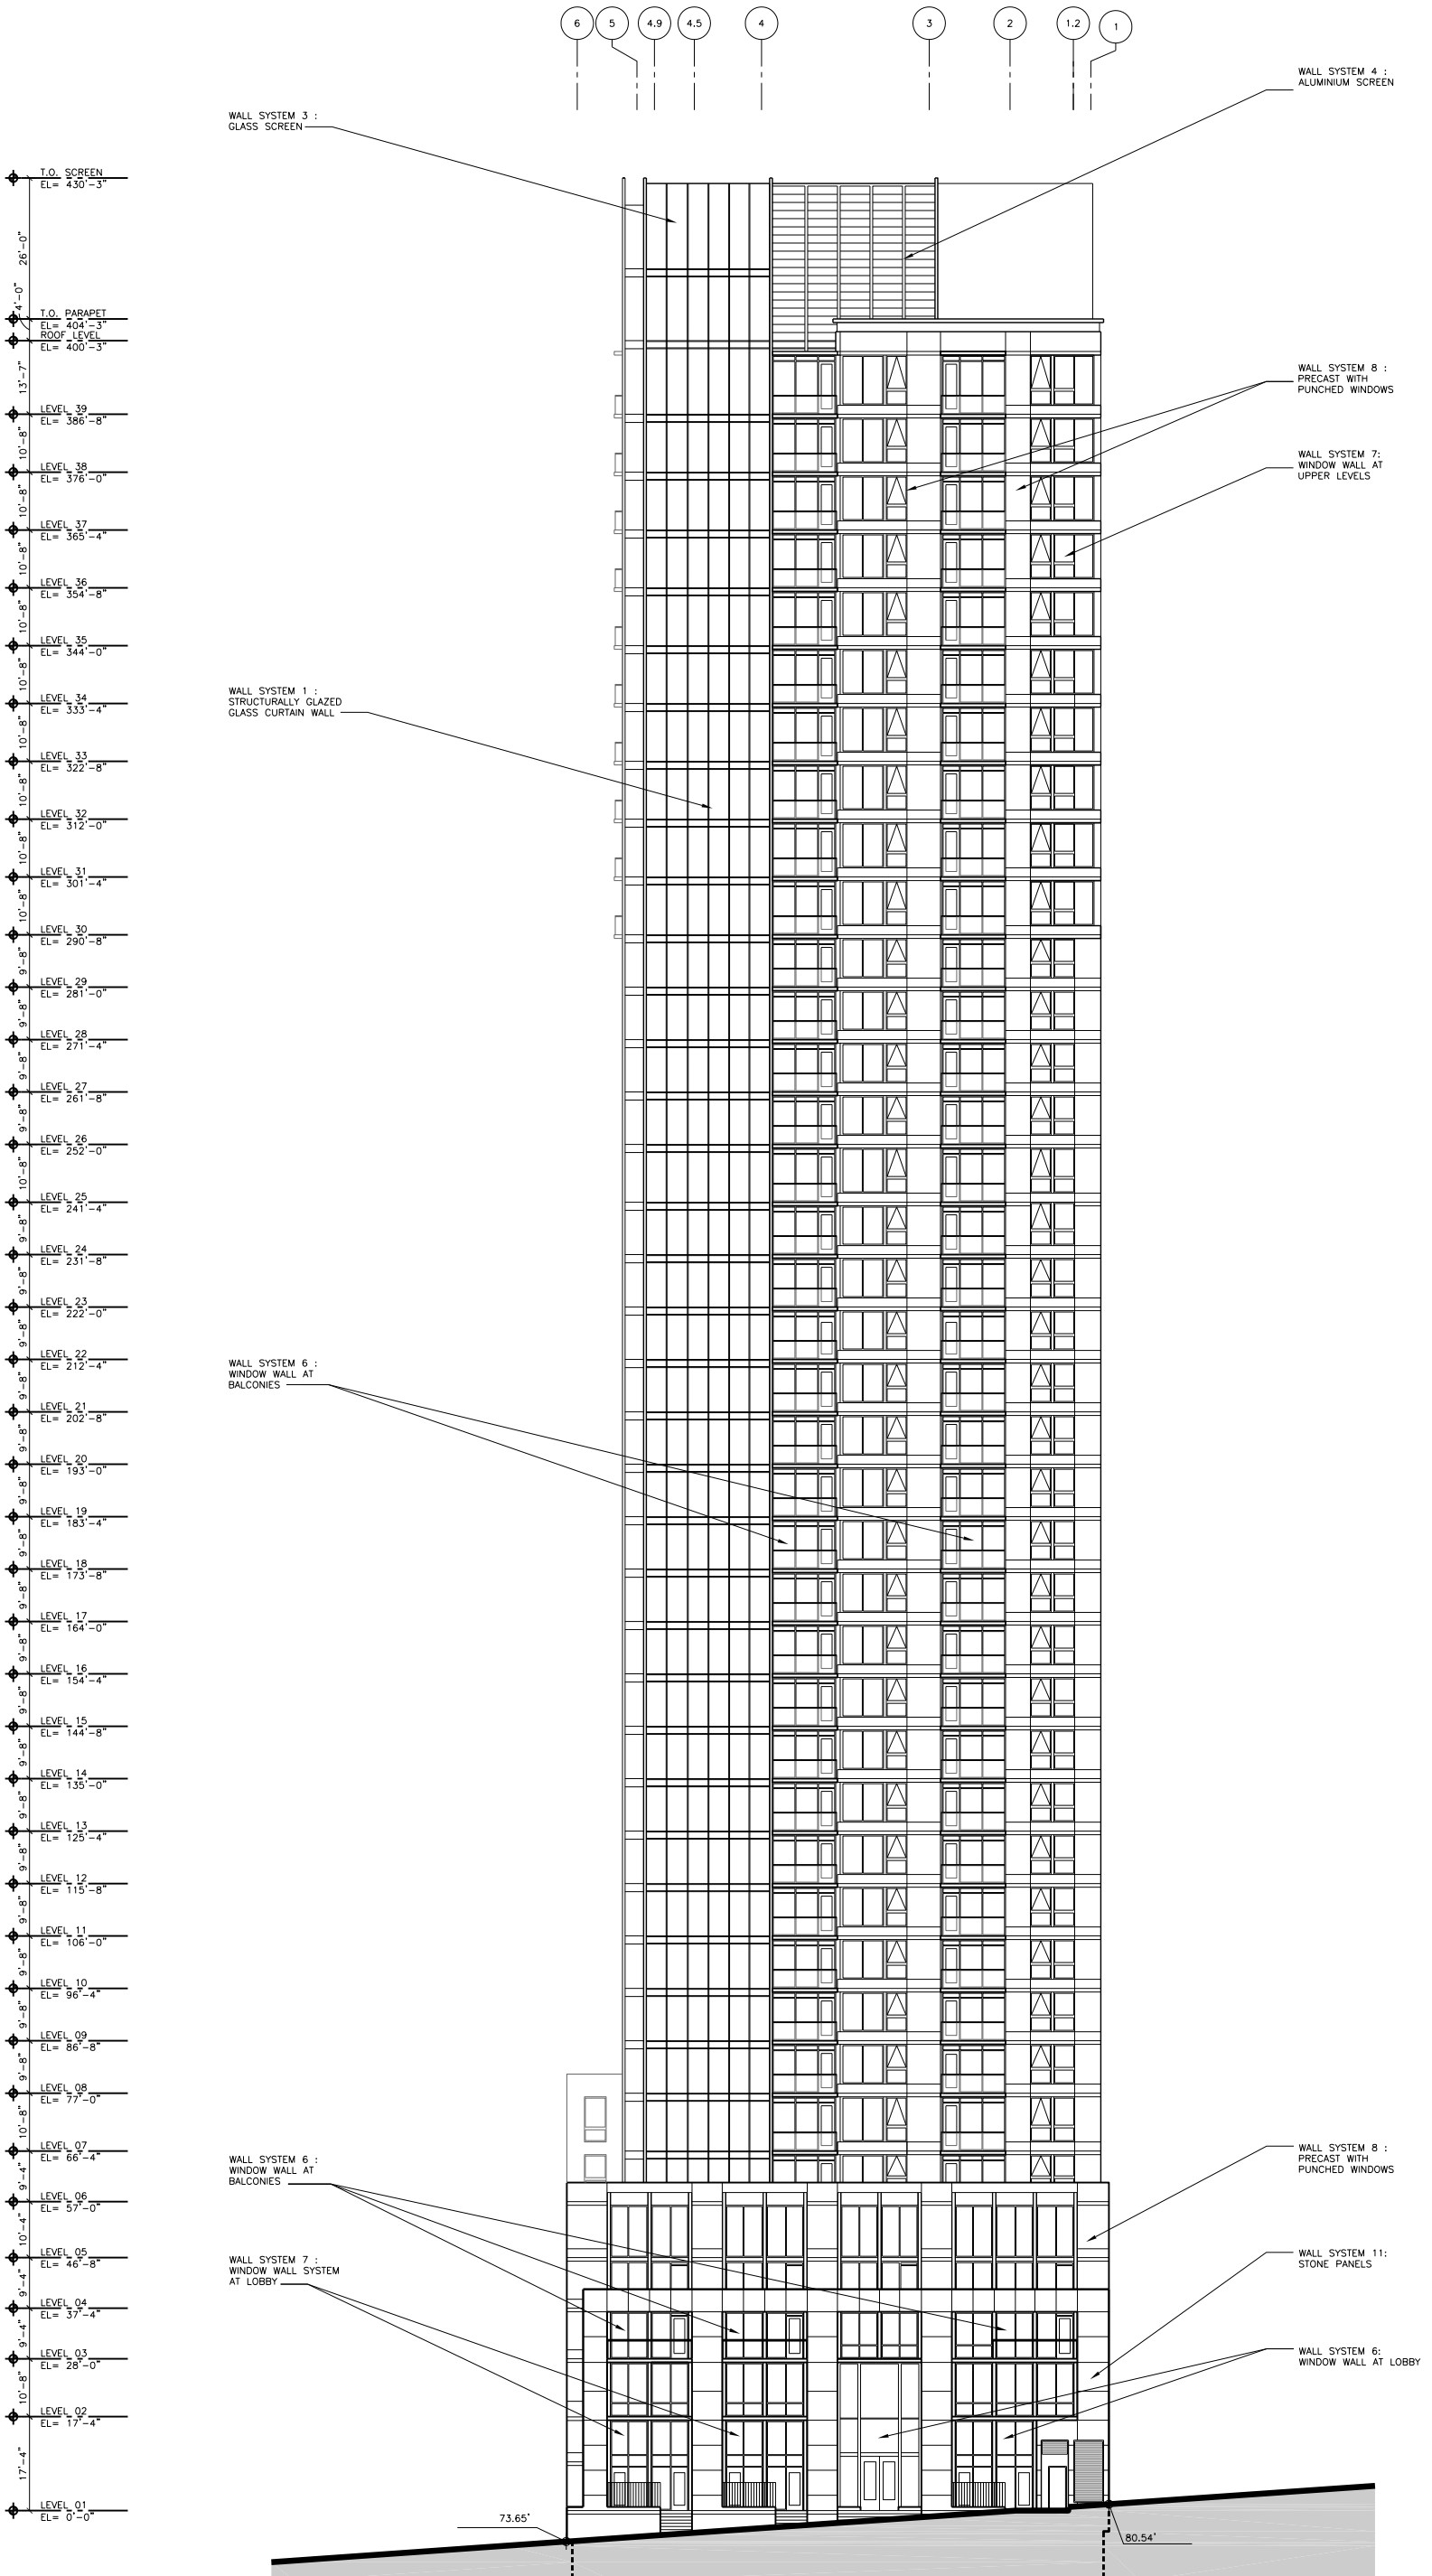 6 5 4.9 4.5 4 3 2 1.2 1
WALL SYSTEM 4 :
ALUMINIUM SCREEN
WALL SYSTEM 3 :
GLASS SCREEN
T.O. SCREEN
EL= 430'-3"
26'-0"
4'-0"
T.O. PARAPET
EL= 404'-3"
ROOF LEVEL
EL= 400'-3"
13'-7"
WALL SYSTEM 8 :
PRECAST WITH
PUNCHED WINDOWS
LEVEL 39
EL= 386'-8"
10'-8"
WALL SYSTEM 7:
WINDOW WALL AT
UPPER LEVELS
LEVEL 38
EL= 376'-0"
10'-8"
LEVEL 37
EL= 365'-4"
10'-8"
LEVEL 36
EL= 354'-8"
10'-8"
LEVEL 35
EL= 344'-0"
10'-8"
WALL SYSTEM 1 :
STRUCTURALLY GLAZED
GLASS CURTAIN WALL
LEVEL 34
EL= 333'-4"
10'-8"
LEVEL 33
EL= 322'-8"
10'-8"
LEVEL 32
EL= 312'-0"
10'-8"
LEVEL 31
EL= 301'-4"
10'-8"
LEVEL 30
EL= 290'-8"
9'-8"
LEVEL 29
EL= 281'-0"
9'-8"
LEVEL 28
EL= 271'-4"
9'-8"
LEVEL 27
EL= 261'-8"
9'-8"
LEVEL 26
EL= 252'-0"
10'-8"
LEVEL 25
EL= 241'-4"
9'-8"
LEVEL 24
EL= 231'-8"
9'-8"
LEVEL 23
EL= 222'-0"
9'-8"
LEVEL 22
EL= 212'-4"
9'-8"
WALL SYSTEM 6 :
WINDOW WALL AT
BALCONIES
LEVEL 21
EL= 202'-8"
9'-8"
LEVEL 20
EL= 193'-0"
9'-8"
LEVEL 19
EL= 183'-4"
9'-8"
LEVEL 18
EL= 173'-8"
9'-8"
LEVEL 17
EL= 164'-0"
9'-8"
LEVEL 16
EL= 154'-4"
9'-8"
LEVEL 15
EL= 144'-8"
9'-8"
LEVEL 14
EL= 135'-0"
9'-8"
LEVEL 13
EL= 125'-4"
9'-8"
LEVEL 12
EL= 115'-8"
9'-8"
LEVEL 11
EL= 106'-0"
9'-8"
LEVEL 10
EL= 96'-4"
9'-8"
LEVEL 09
EL= 86'-8"
9'-8"
LEVEL 08
EL= 77'-0"
10'-8"
LEVEL 07
EL= 66'-4"
9'-4"
WALL SYSTEM 6 :
WINDOW WALL AT
BALCONIES
WALL SYSTEM 8 :
PRECAST WITH
PUNCHED WINDOWS
LEVEL 06
EL= 57'-0"
10'-4"
LEVEL 05
EL= 46'-8"
9'-4"
WALL SYSTEM 7 :
WINDOW WALL SYSTEM
AT LOBBY
WALL SYSTEM 11:
STONE PANELS
LEVEL 04
EL= 37'-4"
9'-4"
LEVEL 03
EL= 28'-0"
10'-8"
WALL SYSTEM 6:
WINDOW WALL AT LOBBY
LEVEL 02
EL= 17'-4"
17'-4"
LEVEL 01
EL= 0'-0"
73.65'
80.54'